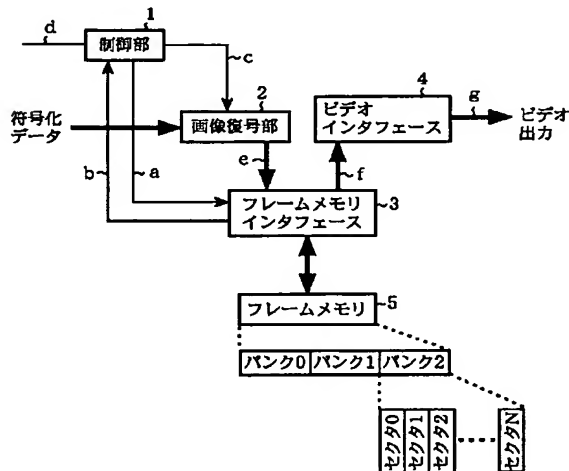 d
1
制御部
c
2
4
g
符号化
データ
画像復号部
ビデオ
インタフェース
ビデオ
出力
b
a
e
f
フレームメモリ
インタフェース
3
フレームメモリ
5
バンク0
バンク1
バンク2
セクタ0
セクタ1
セクタ2
セクタN